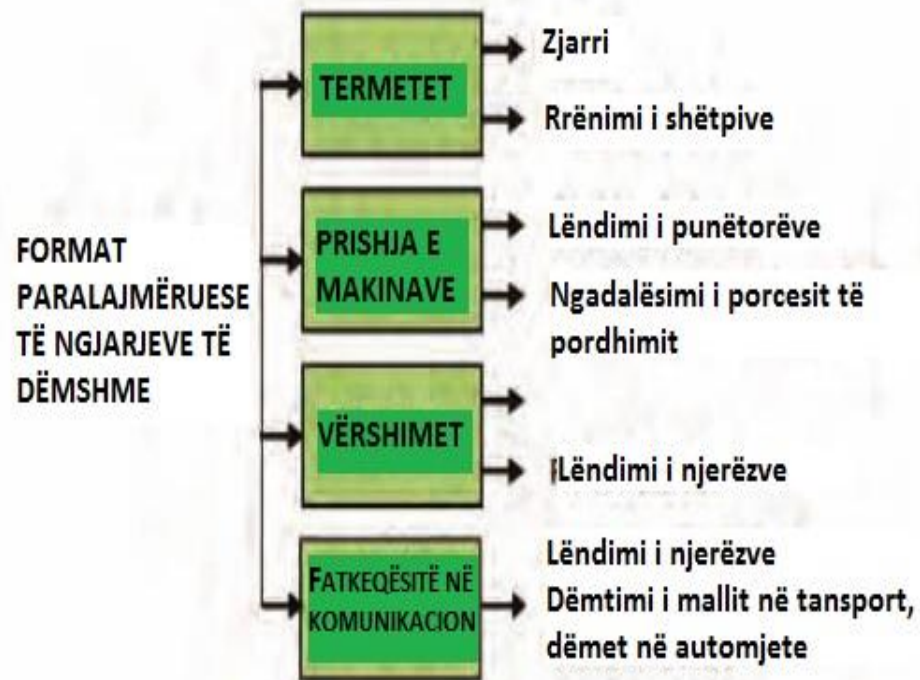 FORMAT
PARALAJMËRUESE
TË NGJARJEVE TË
DËMSHME
TERMETET
Zjarri
Rrënimi i shëtpive
PRISHJA E
MAKINAVE
Lëndimi i punëtorëve
Ngadalësimi i porcesit të
pordhimit
VËRSHIMET
Lëndimi i njerëzve
FATKEQËSITË NË
KOMUNIKACION
Lëndimi i njerëzve
Dëmtimi i mallit në tansport,
dëmet në automjete